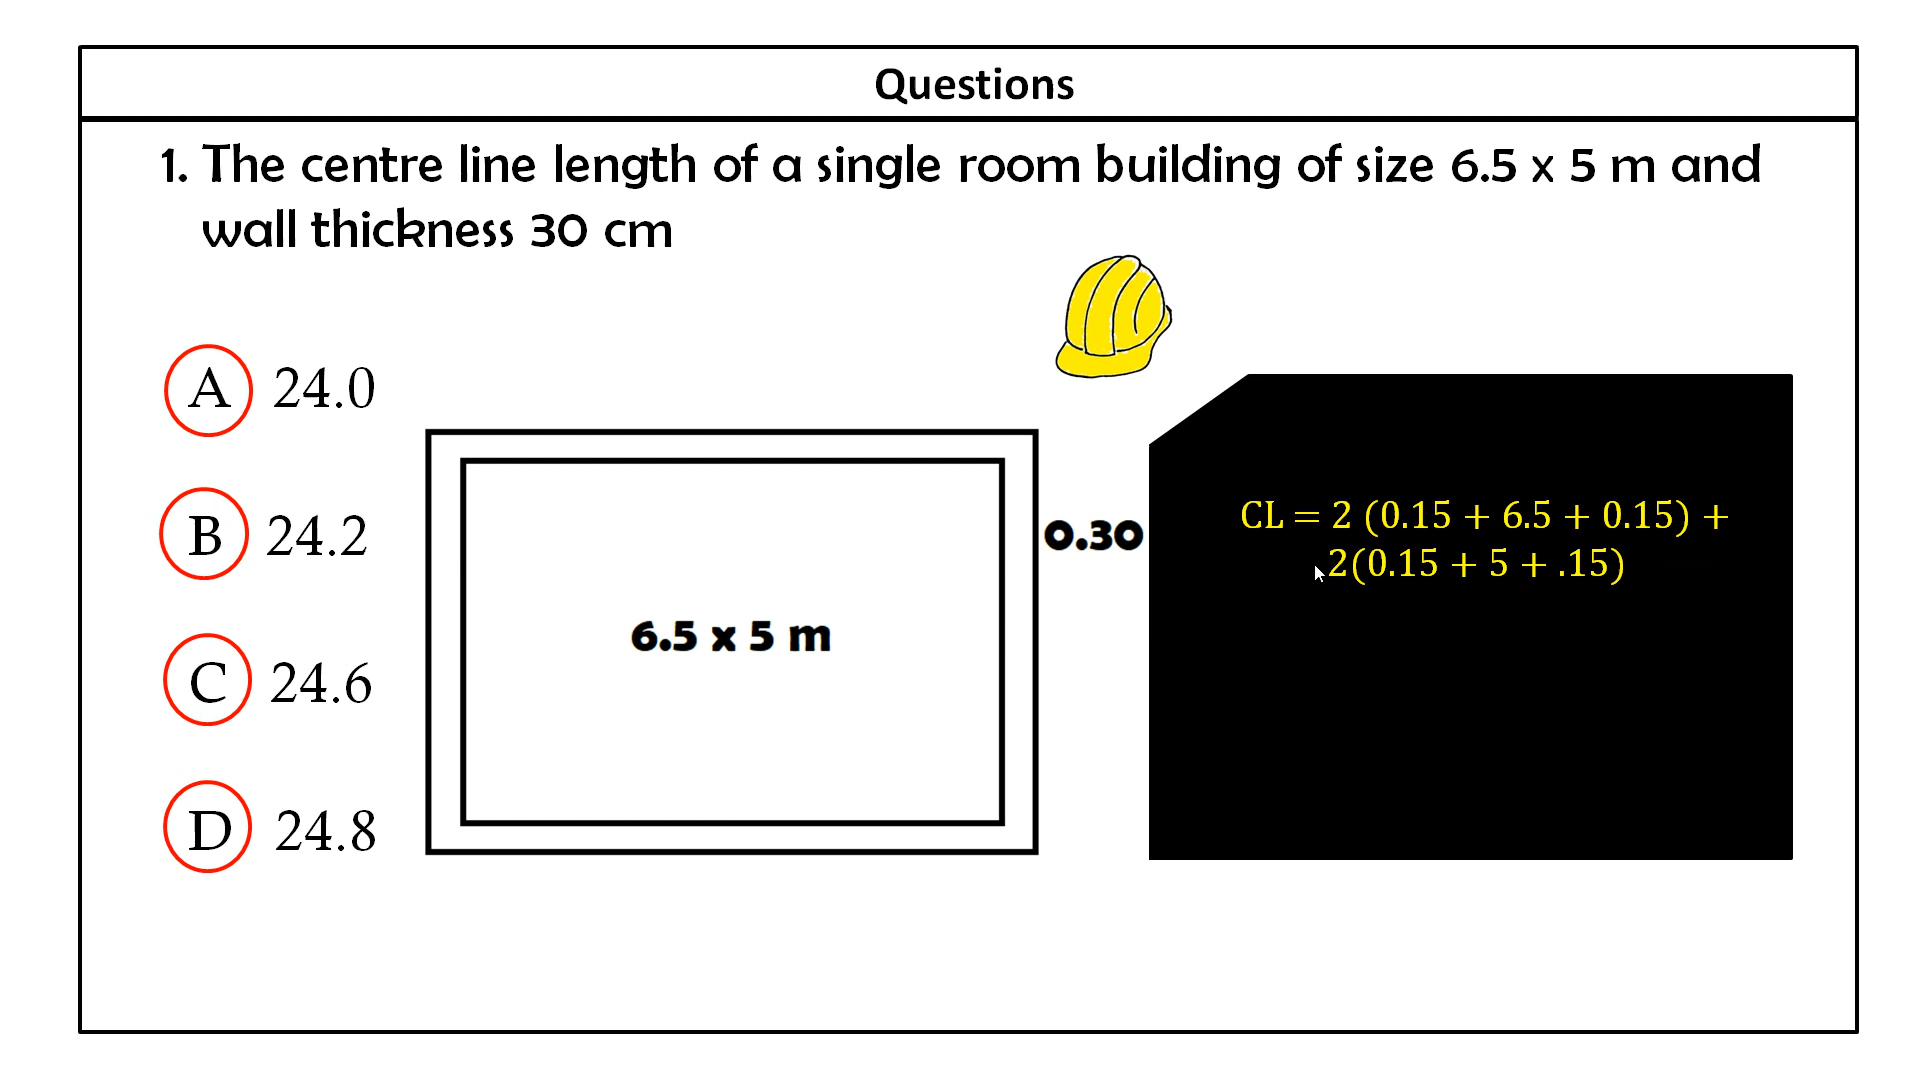 Questions
1. The centre line length of a single room building of size 6.5 x 5 m and
wall thickness 30 cm
A 24.0
B 24.2
C 24.6
D 24.8
6.5 x 5 m
0.30
CL = 2 (0.15 + 6.5 + 0.15) +
2(0.15 + 5 + .15)